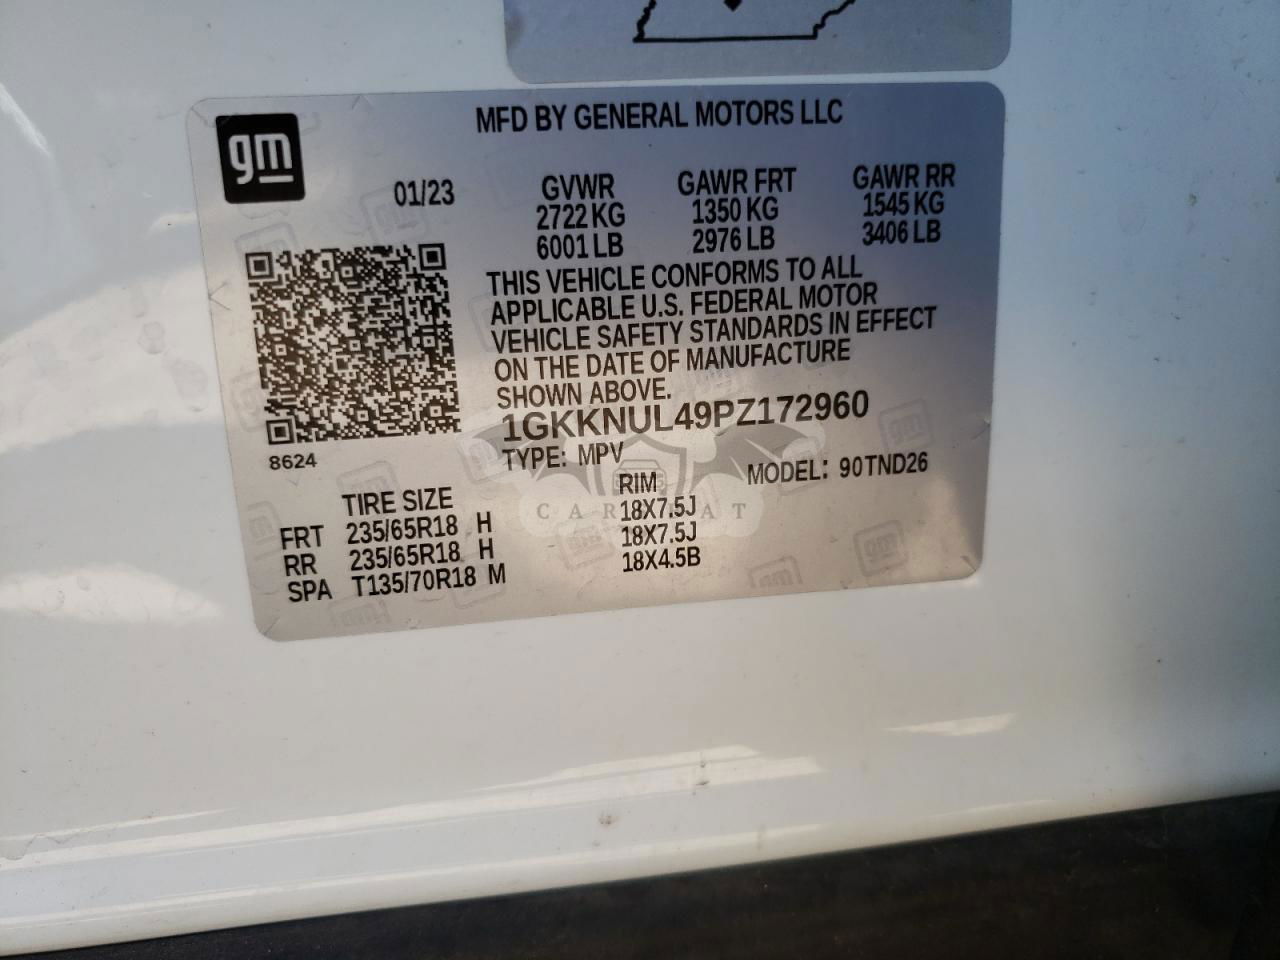 MFD BY GENERAL MOTORS LLC
gm
01/23
GVWR GAWR FRT GAWR RR
2722 KG 1350 KG 1545 KG
6001 LB 2976 LB 3406 LB
THIS VEHICLE CONFORMS TO ALL
APPLICABLE U.S. FEDERAL MOTOR
VEHICLE SAFETY STANDARDS IN EFFECT
ON THE DATE OF MANUFACTURE
SHOWN ABOVE.
1GKKNUL49PZ172960
8624
TYPE: MPV MODEL: 90TND26
TIRE SIZE RIM
FRT 235/65R18 H 18X7.5J
RR 235/65R18 H 18X7.5J
SPA T135/70R18 M 18X4.5B